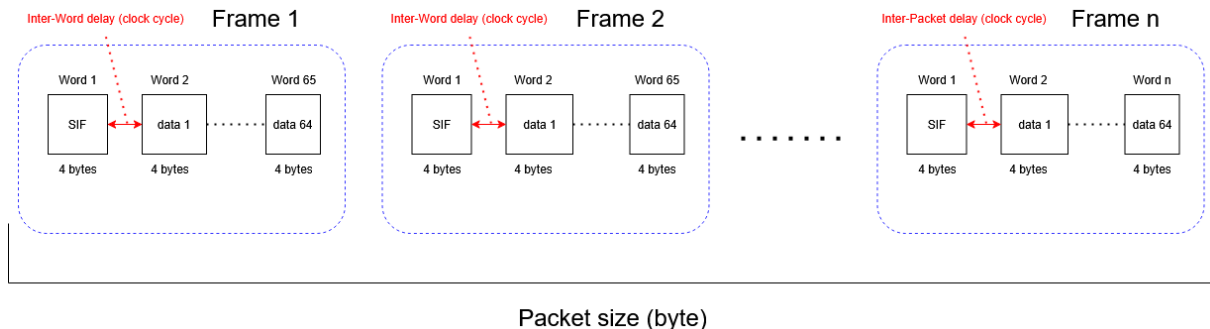 Inter-Word delay (clock cycle)
Frame 1
Word 1
Word 2
Word 65
SIF
data 1
data 64
4 bytes
4 bytes
4 bytes
Inter-Word delay (clock cycle)
Frame 2
Word 1
Word 2
Word 65
SIF
data 1
data 64
4 bytes
4 bytes
4 bytes
Inter-Packet delay (clock cycle)
Frame n
Word 1
Word 2
Word n
SIF
data 1
data 64
4 bytes
4 bytes
4 bytes
Packet size (byte)